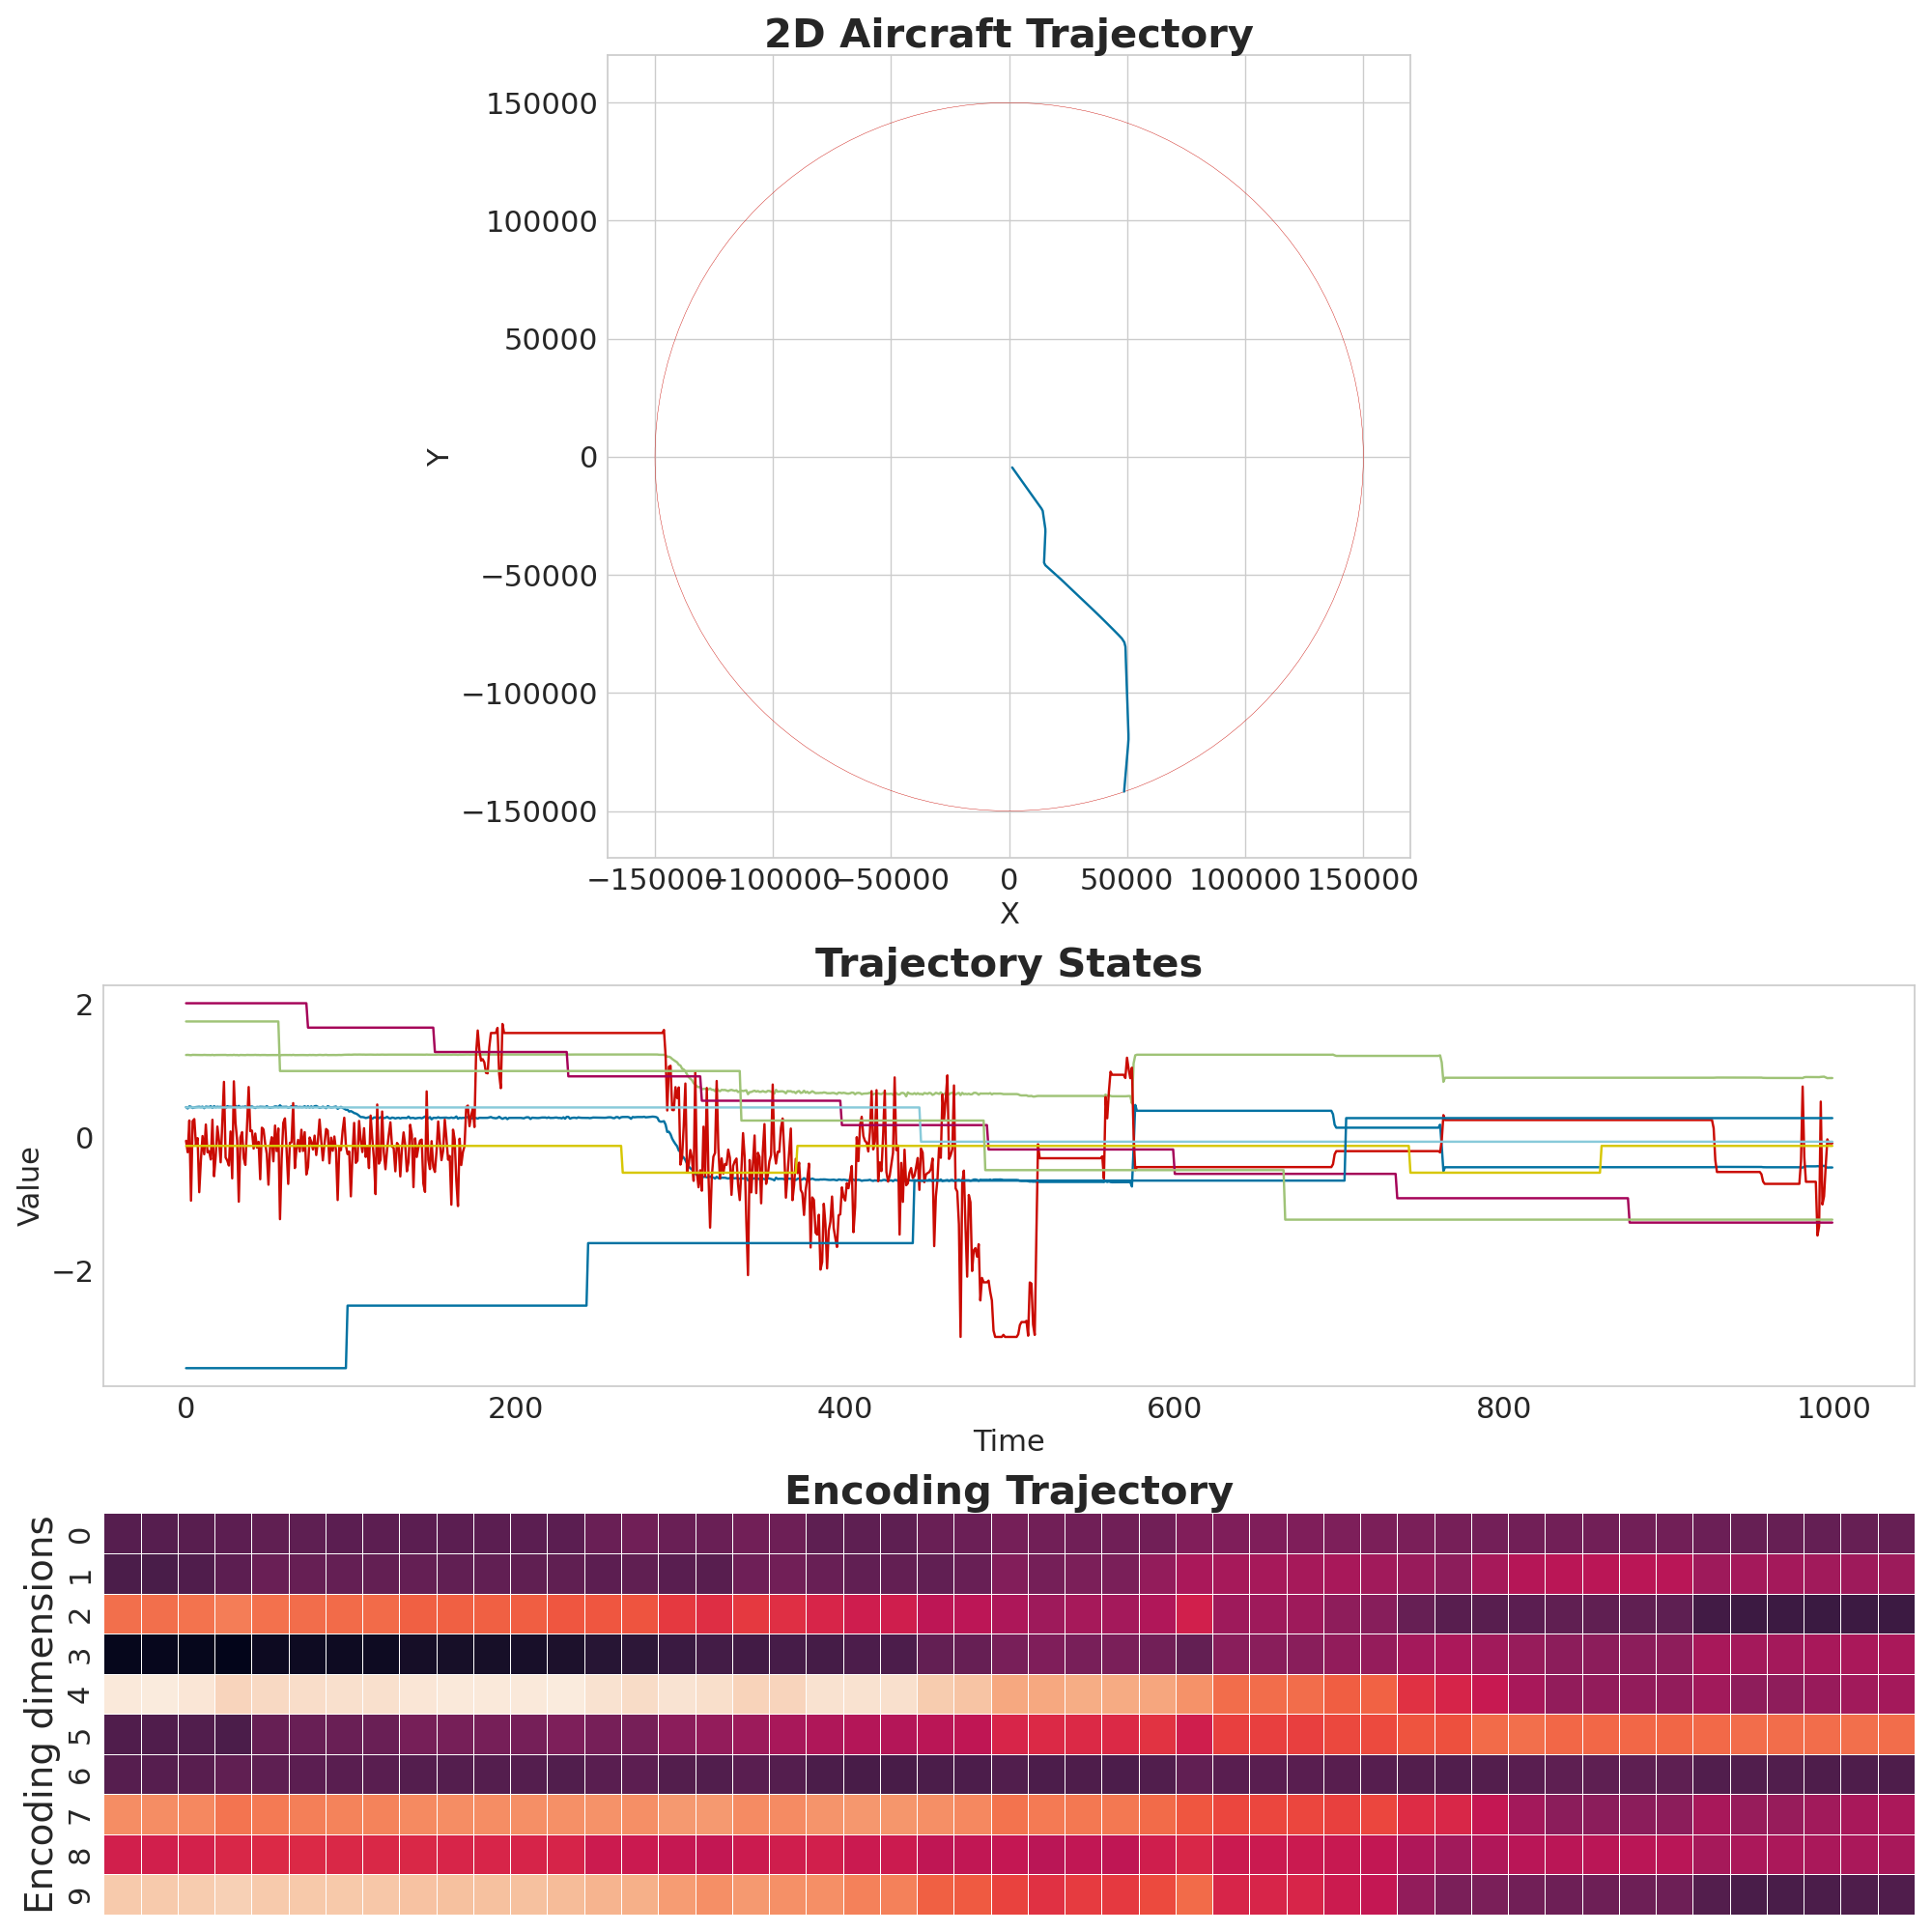 2D Aircraft Trajectory
150000
100000
50000
0
−50000
−100000
−150000
Y
−150000 −100000 −50000 0 50000 100000 150000
X
Trajectory States
2
0
−2
Value
0 200 400 600 800 1000
Time
Encoding Trajectory
Encoding dimensions
0
1
2
3
4
5
6
7
8
9